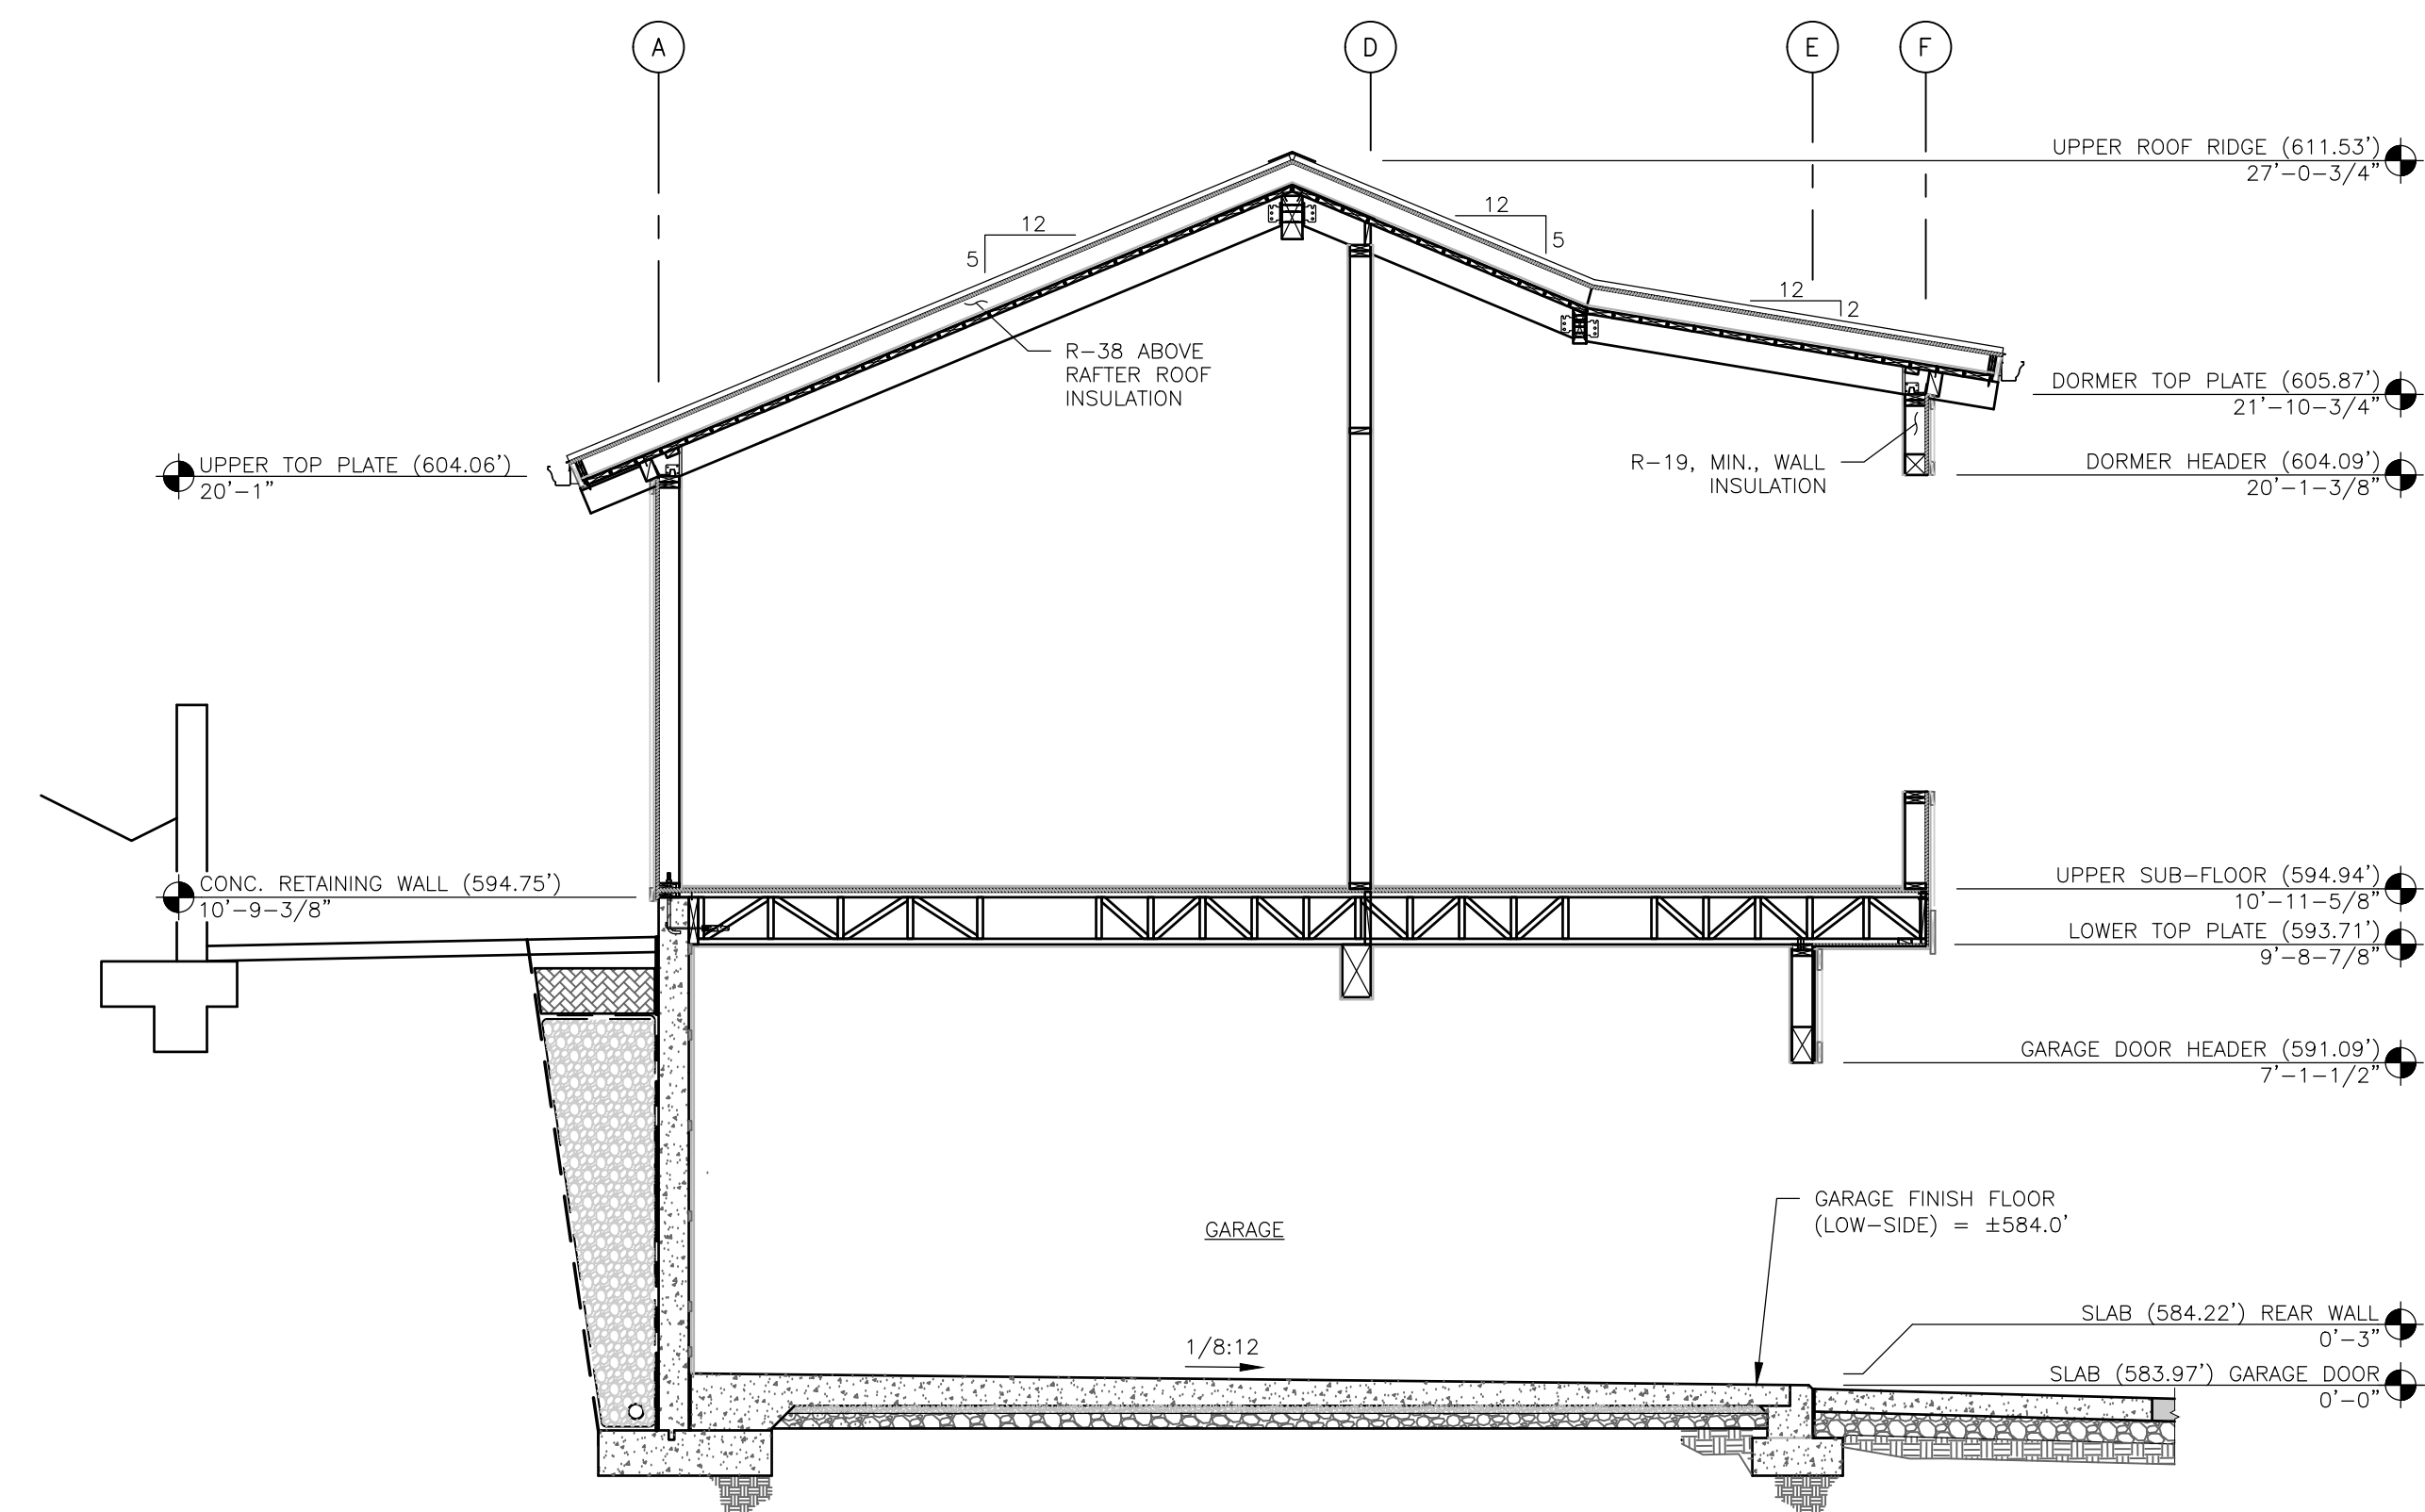 A
D
E
F
UPPER ROOF RIDGE (611.53')
27'-0-3/4"
12
5
12
5
12
2
R-38 ABOVE
RAFTER ROOF
INSULATION
DORMER TOP PLATE (605.87')
21'-10-3/4"
UPPER TOP PLATE (604.06')
20'-1"
R-19, MIN., WALL
INSULATION
DORMER HEADER (604.09')
20'-1-3/8"
CONC. RETAINING WALL (594.75')
10'-9-3/8"
UPPER SUB-FLOOR (594.94')
10'-11-5/8"
LOWER TOP PLATE (593.71')
9'-8-7/8"
GARAGE DOOR HEADER (591.09')
7'-1-1/2"
GARAGE
GARAGE FINISH FLOOR
(LOW-SIDE) = ±584.0'
1/8:12
SLAB (584.22') REAR WALL
0'-3"
SLAB (583.97') GARAGE DOOR
0'-0"